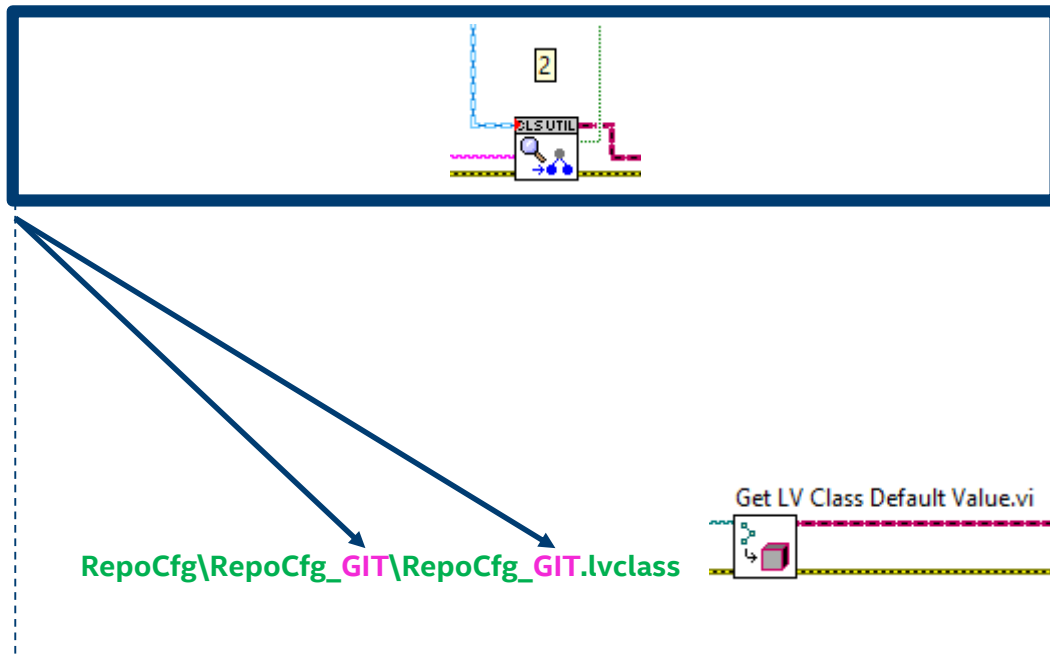 2
CLS UTIL
Get LV Class Default Value.vi
RepoCfg\RepoCfg_GIT\RepoCfg_GIT.lvclass